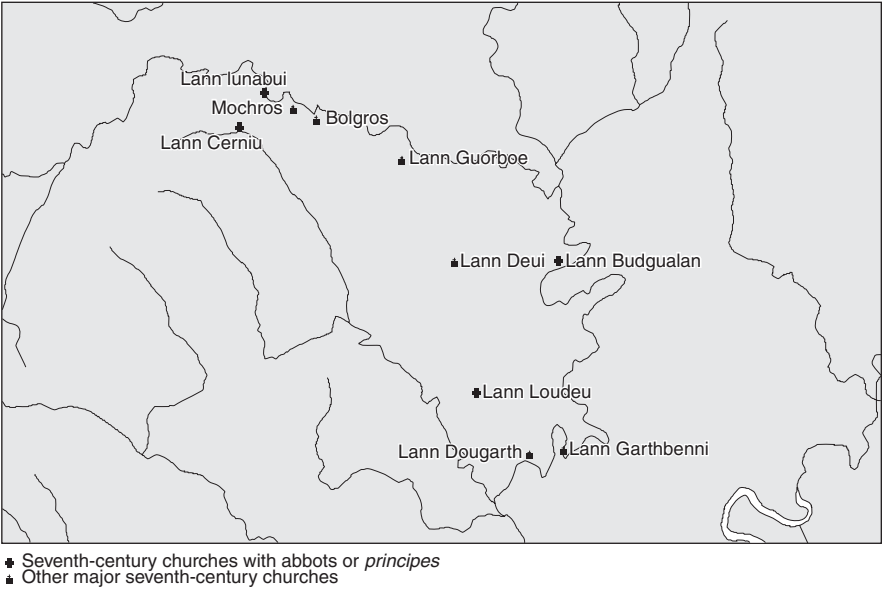 Lann Iunabui
Mochros
Bolgros
Lann Cerniu
Lann Guorboe
Lann Deui
Lann Budgualan
Lann Loudeu
Lann Dougarth
Lann Garthbenni
Seventh-century churches with abbots or principes
Other major seventh-century churches